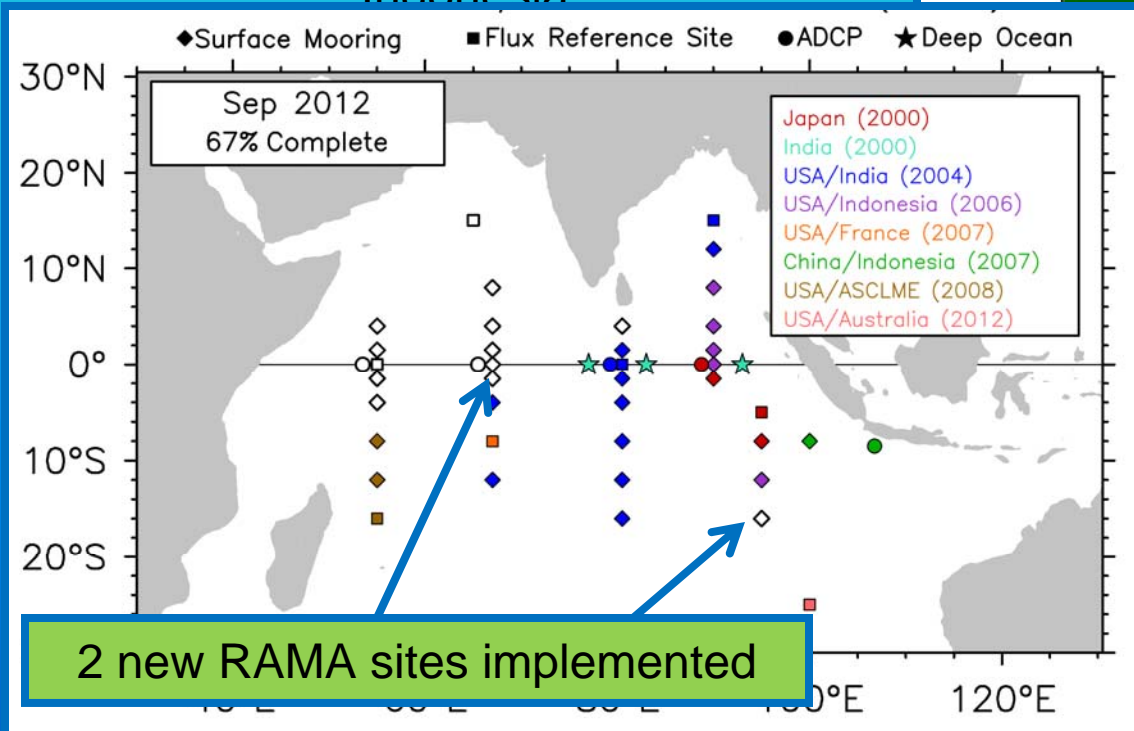 ◆Surface Mooring ■Flux Reference Site ●ADCP ★Deep Ocean
30°N
Sep 2012
67% Complete
Japan (2000)
India (2000)
USA/India (2004)
USA/Indonesia (2006)
USA/France (2007)
China/Indonesia (2007)
USA/ASCLME (2008)
USA/Australia (2012)
20°N
10°N
0°
10°S
20°S
2 new RAMA sites implemented
120°E